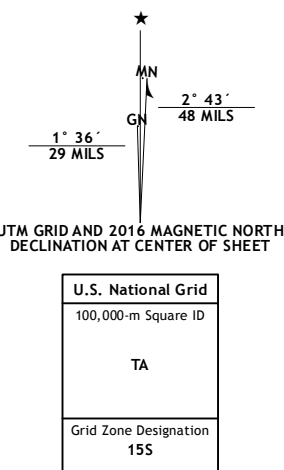 ★
MN
GN
2° 43´
48 MILS
1° 36´
29 MILS
UTM GRID AND 2016 MAGNETIC NORTH
DECLINATION AT CENTER OF SHEET
U.S. National Grid
100,000-m Square ID
TA
Grid Zone Designation
15S